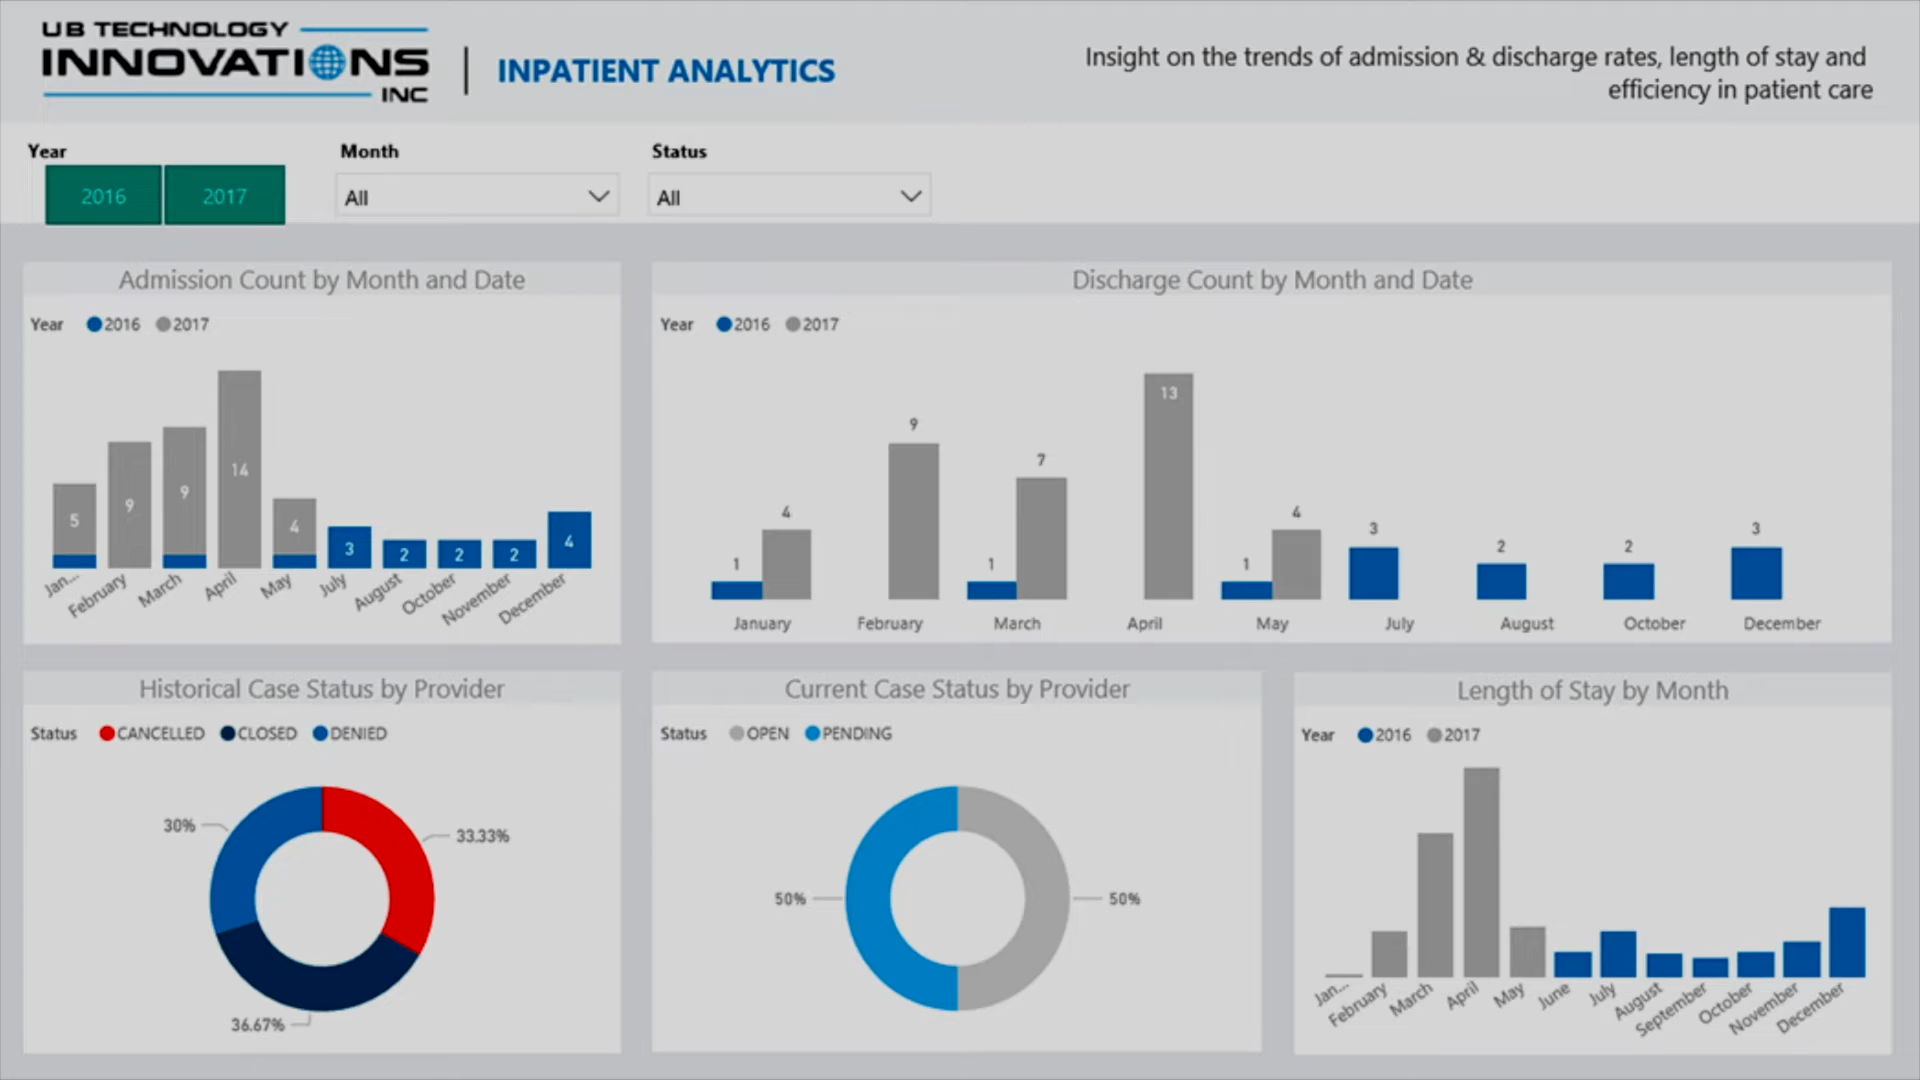 UB TECHNOLOGY
INNOVATIONS
INC
INPATIENT ANALYTICS
Insight on the trends of admission & discharge rates, length of stay and
efficiency in patient care
Year
2016
2017
Month
All
Status
All
Admission Count by Month and Date
Year 2016 2017
5
9
9
14
4
3
2
2
2
4
Jan...
February
March
April
May
July
August
October
November
December
Discharge Count by Month and Date
Year 2016 2017
1
4
9
1
7
13
1
4
3
2
2
3
January
February
March
April
May
July
August
October
December
Historical Case Status by Provider
Status CANCELLED CLOSED DENIED
30%
33.33%
36.67%
Current Case Status by Provider
Status OPEN PENDING
50%
50%
Length of Stay by Month
Year 2016 2017
Jan...
February
March
April
May
June
July
August
September
October
November
December